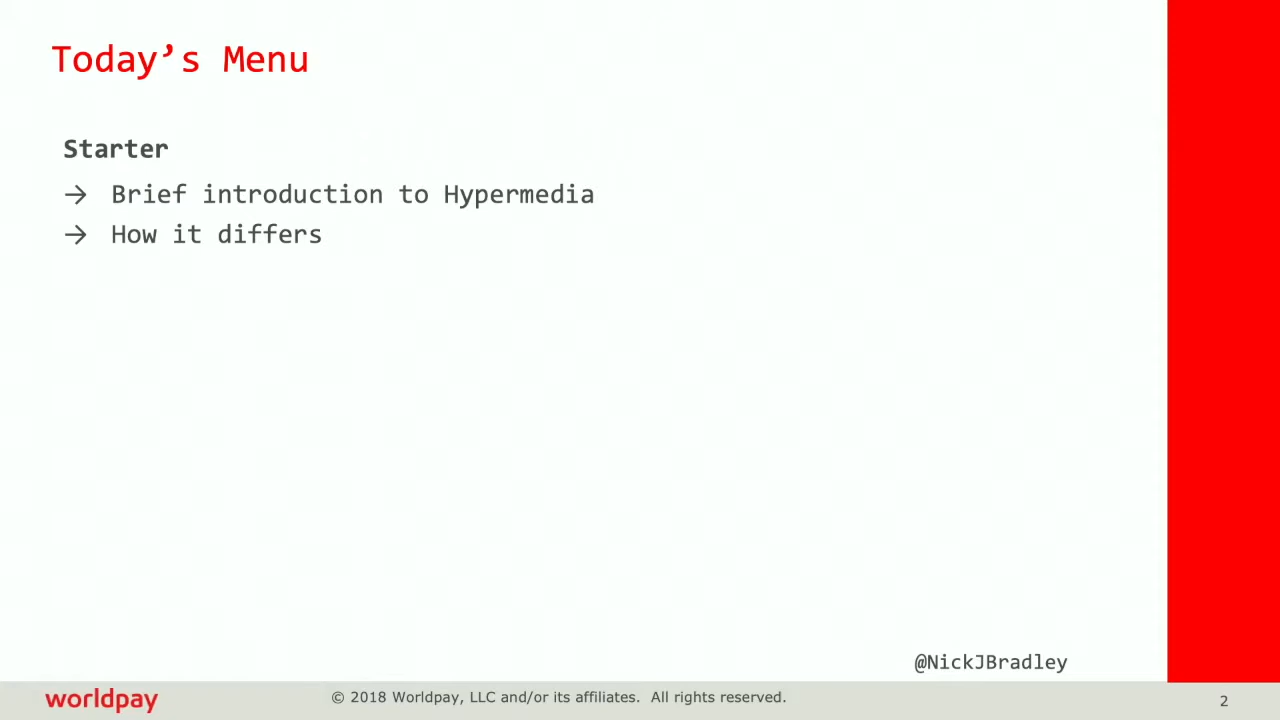 Today’s Menu
Starter
→ Brief introduction to Hypermedia
→ How it differs
@NickJBradley
worldpay
© 2018 Worldpay, LLC and/or its affiliates. All rights reserved.
2